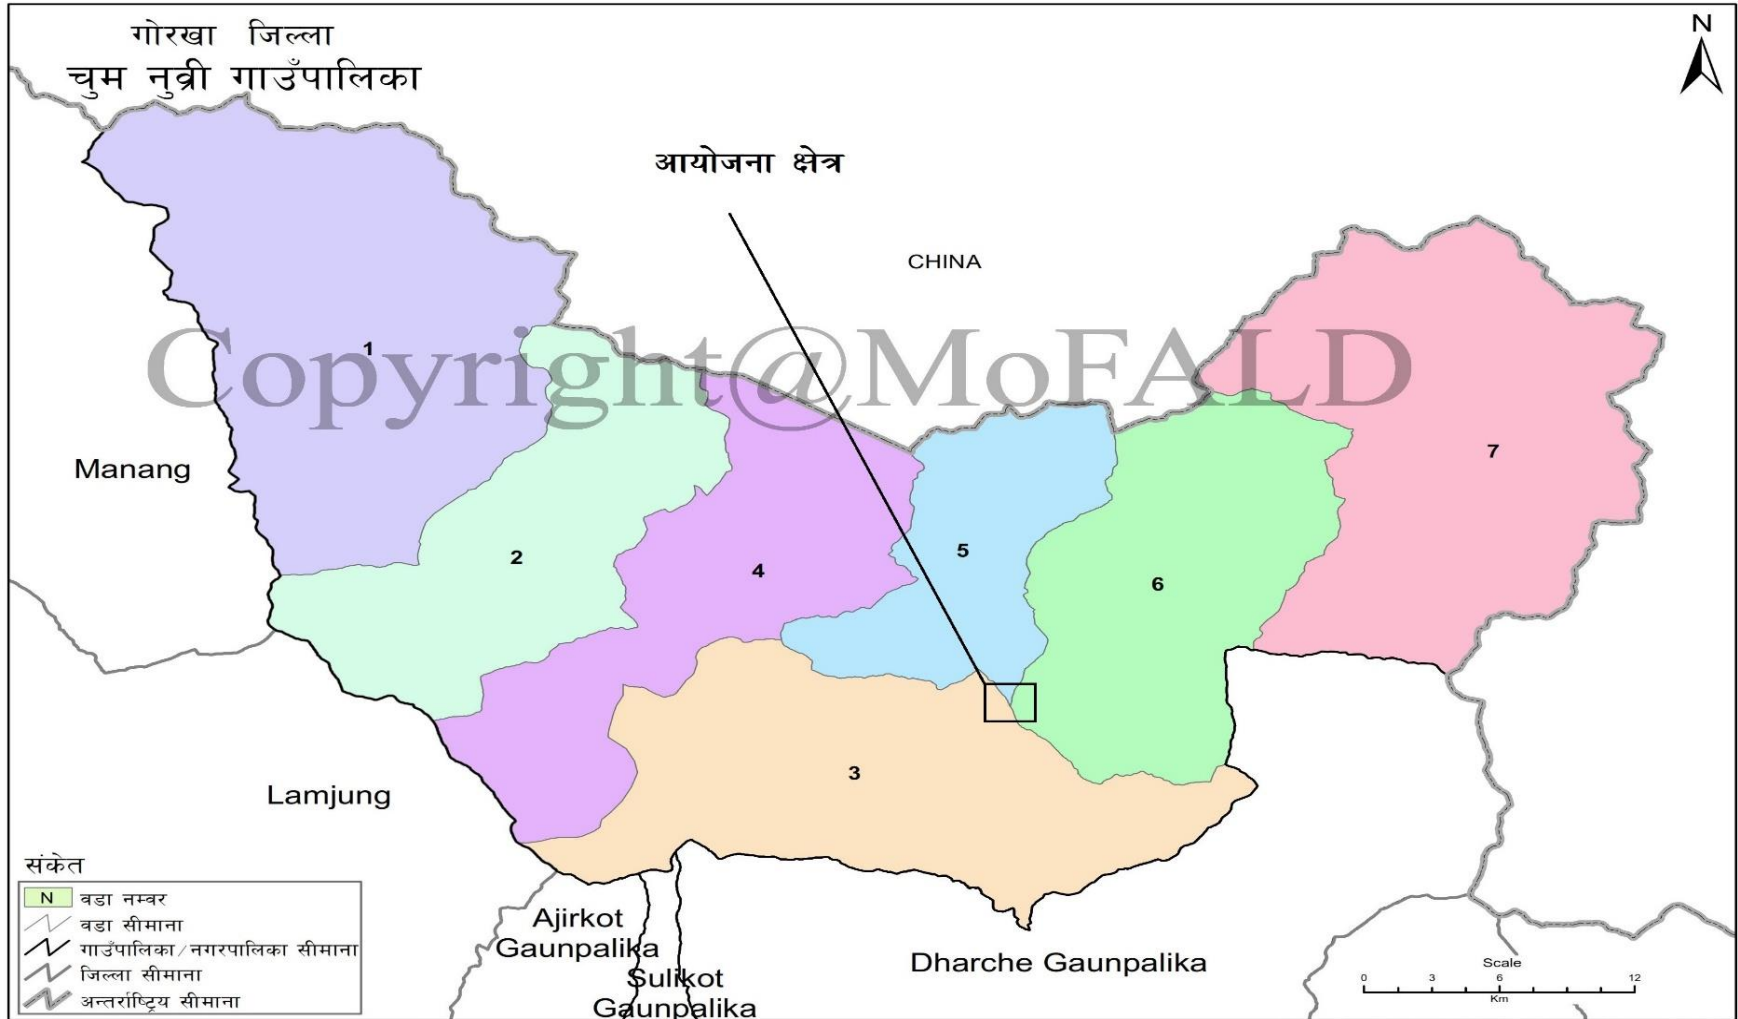 गोरखा जिल्ला
चुम नुव्री गाउँपालिका
N
आयोजना क्षेत्र
CHINA
Copyright@MoFALD
1
7
Manang
2
4
5
6
3
Lamjung
संकेत
N वडा नम्वर
वडा सीमाना
गाउँपालिका/नगरपालिका सीमाना
जिल्ला सीमाना
अन्तर्राष्ट्रिय सीमाना
Ajirkot
Gaunpalika
Sulikot
Gaunpalika
Dharche Gaunpalika
Scale
0 3 6 12
Km